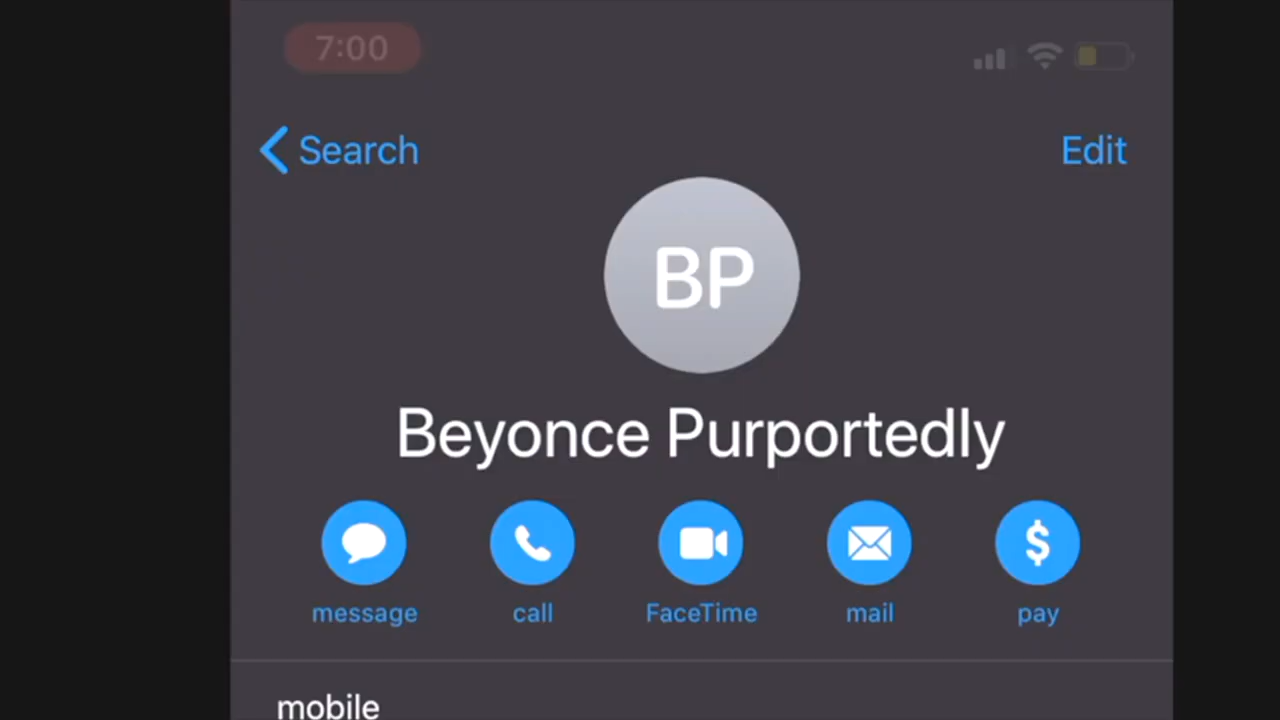 7:00
Search
Edit
BP
Beyonce Purportedly
message
call
FaceTime
mail
pay
mobile